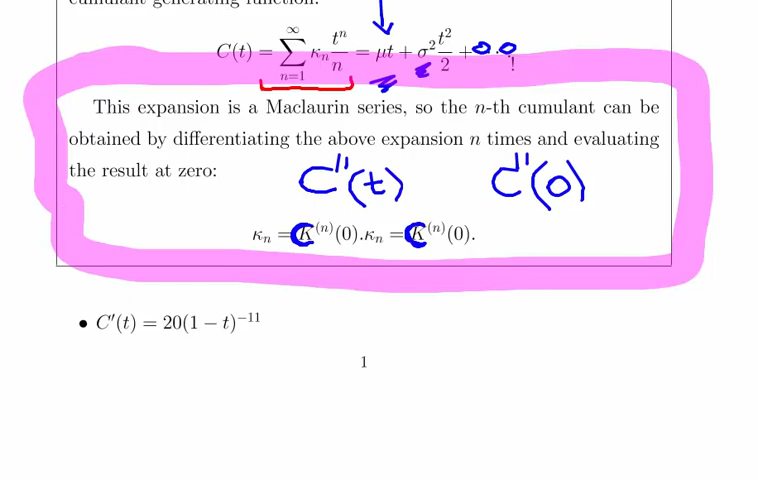 cumulant generating function:
C(t) = ∑_{n=1}^{∞} κ_n t^n/n = μt + σ² t²/2 + ... !
This expansion is a Maclaurin series, so the n-th cumulant can be
obtained by differentiating the above expansion n times and evaluating
the result at zero:
C''(t) C''(0)
κ_n = C^{(n)}(0).κ_n = C^{(n)}(0).
• C′(t) = 20(1 − t)^{−11}
1